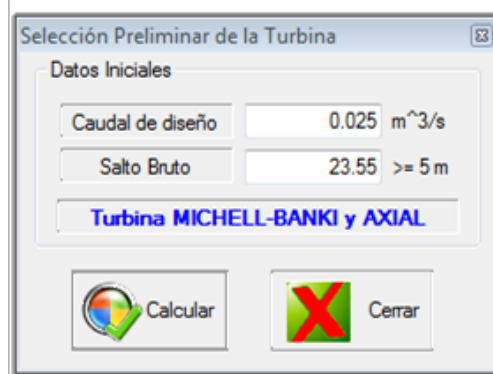 Selección Preliminar de la Turbina
Datos Iniciales
Caudal de diseño 0.025 m^3/s
Salto Bruto 23.55 >= 5 m
Turbina MICHELL-BANKI y AXIAL
Calcular Cerrar